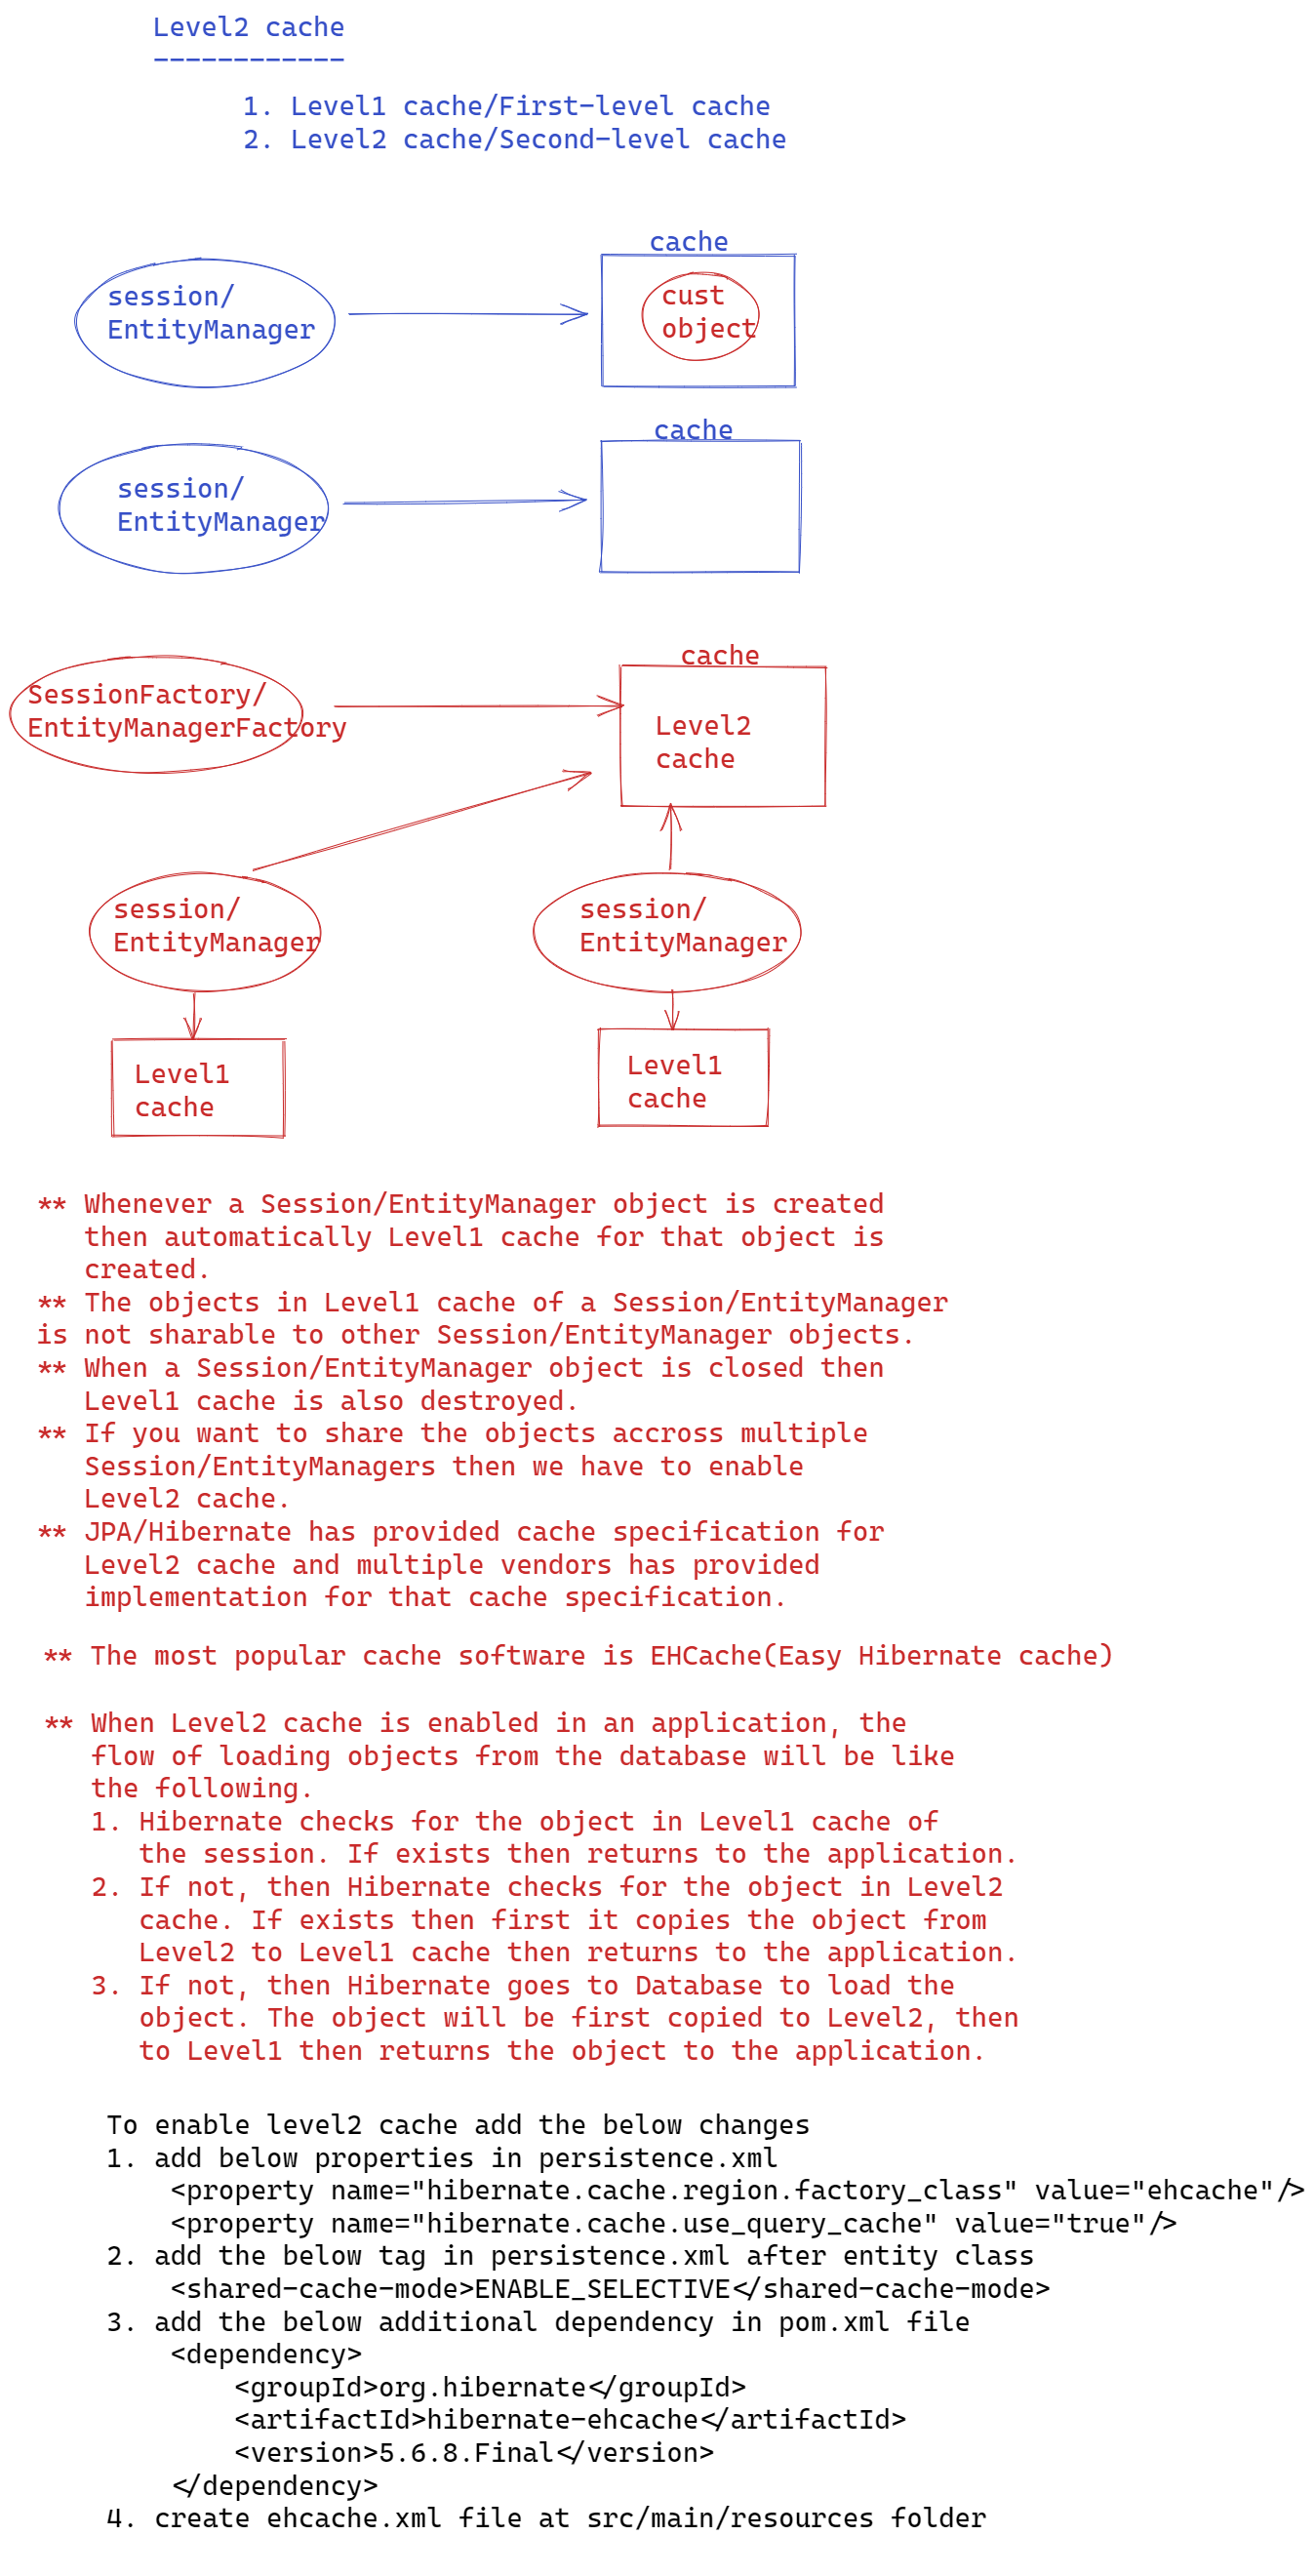 Level2 cache
------------
1. Level1 cache/First-level cache
2. Level2 cache/Second-level cache
cache
session/
EntityManager
cust
object
cache
session/
EntityManager
cache
SessionFactory/
EntityManagerFactory
Level2
cache
session/
EntityManager
session/
EntityManager
Level1
cache
Level1
cache
** Whenever a Session/EntityManager object is created
then automatically Level1 cache for that object is
created.
** The objects in Level1 cache of a Session/EntityManager
is not sharable to other Session/EntityManager objects.
** When a Session/EntityManager object is closed then
Level1 cache is also destroyed.
** If you want to share the objects accross multiple
Session/EntityManagers then we have to enable
Level2 cache.
** JPA/Hibernate has provided cache specification for
Level2 cache and multiple vendors has provided
implementation for that cache specification.
** The most popular cache software is EHCache(Easy Hibernate cache)
** When Level2 cache is enabled in an application, the
flow of loading objects from the database will be like
the following.
1. Hibernate checks for the object in Level1 cache of
the session. If exists then returns to the application.
2. If not, then Hibernate checks for the object in Level2
cache. If exists then first it copies the object from
Level2 to Level1 cache then returns to the application.
3. If not, then Hibernate goes to Database to load the
object. The object will be first copied to Level2, then
to Level1 then returns the object to the application.
To enable level2 cache add the below changes
1. add below properties in persistence.xml
<property name="hibernate.cache.region.factory_class" value="ehcache"/>
<property name="hibernate.cache.use_query_cache" value="true"/>
2. add the below tag in persistence.xml after entity class
<shared-cache-mode>ENABLE_SELECTIVE</shared-cache-mode>
3. add the below additional dependency in pom.xml file
<dependency>
<groupId>org.hibernate</groupId>
<artifactId>hibernate-ehcache</artifactId>
<version>5.6.8.Final</version>
</dependency>
4. create ehcache.xml file at src/main/resources folder